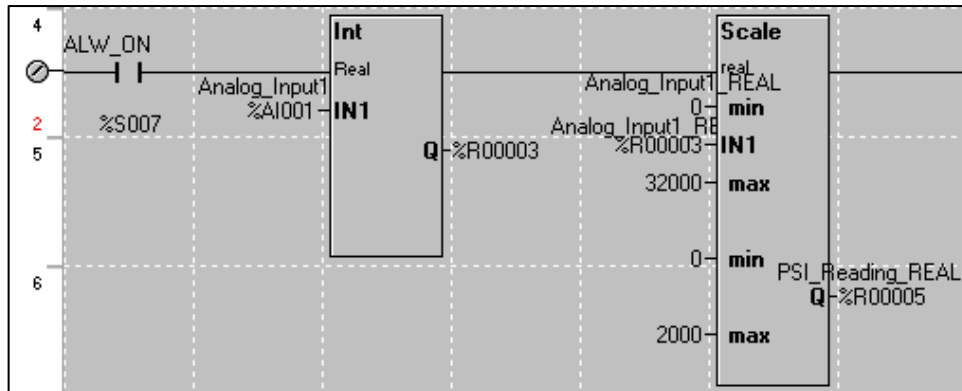 4
ALW_ON
%S007
2
5
6
Int
Real
Analog_Input1
%AI001
IN1
Q
%R00003
Scale
real
Analog_Input1_REAL
0
min
Analog_Input1_RE
%R00003
IN1
32000
max
0
min
PSI_Reading_REAL
Q
%R00005
2000
max